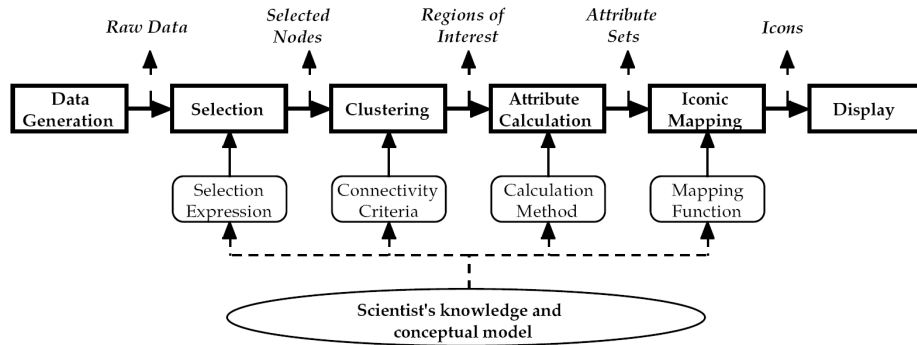 Raw Data
Selected
Nodes
Regions of
Interest
Attribute
Sets
Icons
Data
Generation
Selection
Clustering
Attribute
Calculation
Iconic
Mapping
Display
Selection
Expression
Connectivity
Criteria
Calculation
Method
Mapping
Function
Scientist's knowledge and
conceptual model